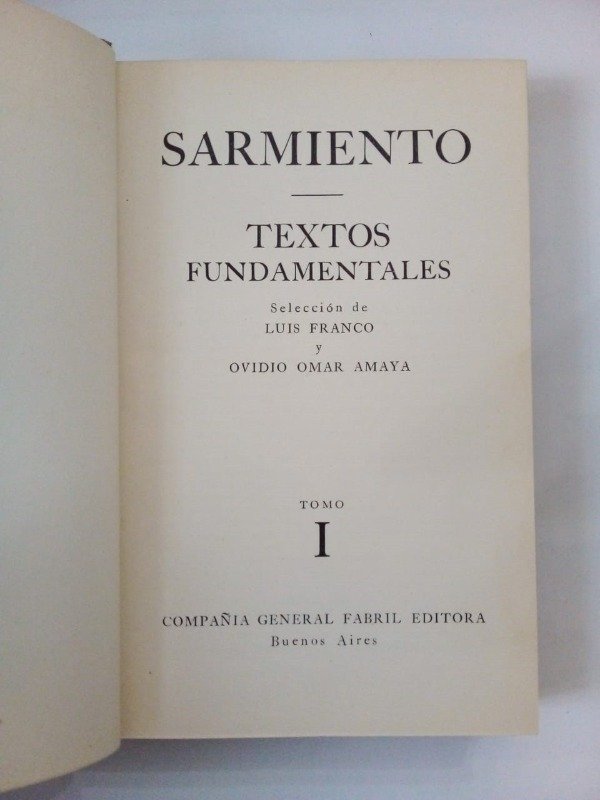 SARMIENTO
TEXTOS
FUNDAMENTALES
Selección de
LUIS FRANCO
y
OVIDIO OMAR AMAYA
TOMO
I
COMPAÑIA GENERAL FABRIL EDITORA
Buenos Aires